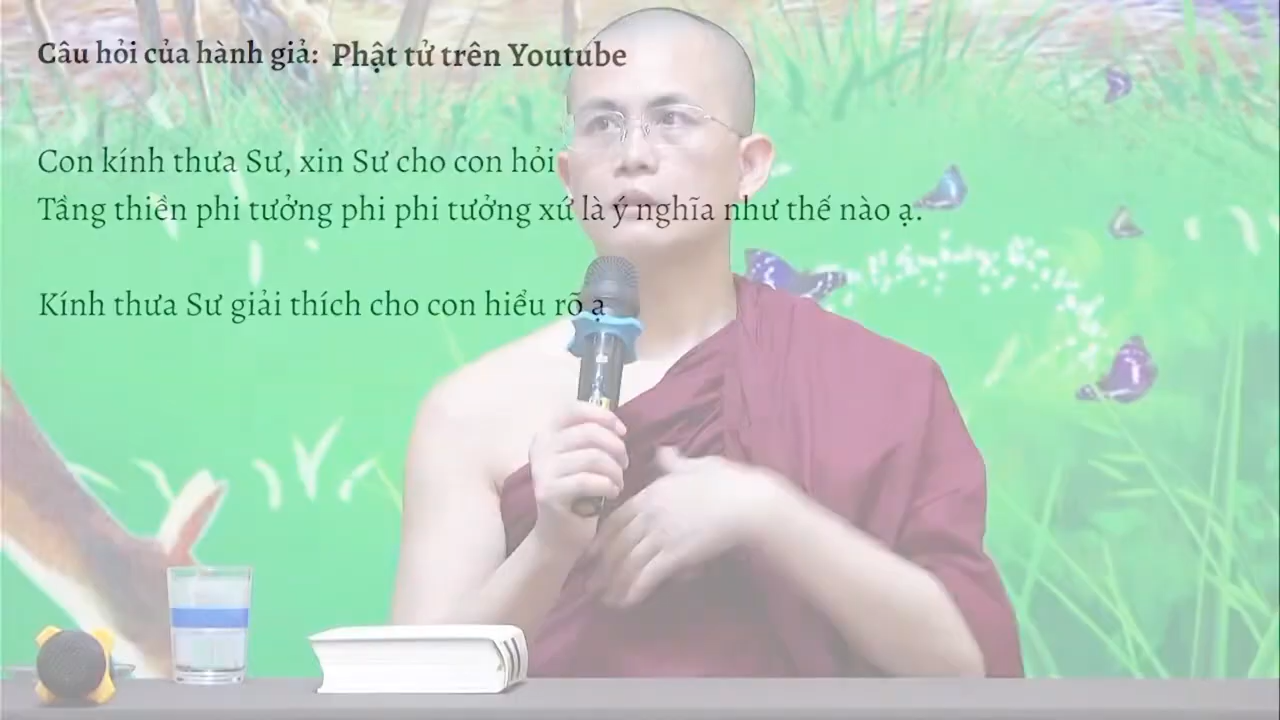 Câu hỏi của hành giả: Phật tử trên Youtube
Con kính thưa Sư, xin Sư cho con hỏi
Tầng thiền phi tưởng phi phi tưởng xứ là ý nghĩa như thế nào ạ.
Kính thưa Sư giải thích cho con hiểu rõ ạ